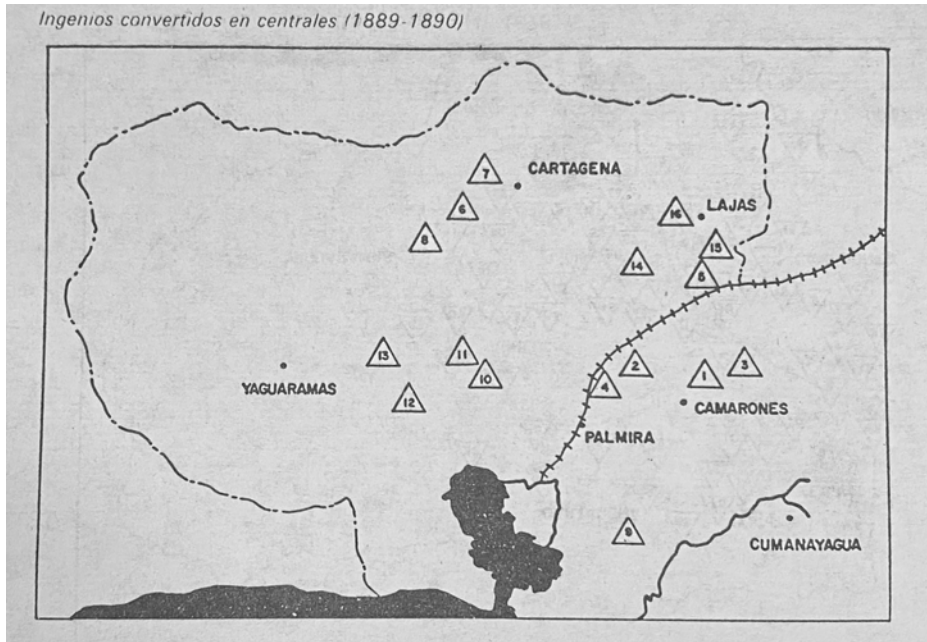 Ingenios convertidos en centrales (1889-1890)
7
CARTAGENA
6
16
LAJAS
8
15
14
5
13
11
2
3
YAGUARAMAS
10
4
1
12
CAMARONES
PALMIRA
9
CUMANAYAGUA